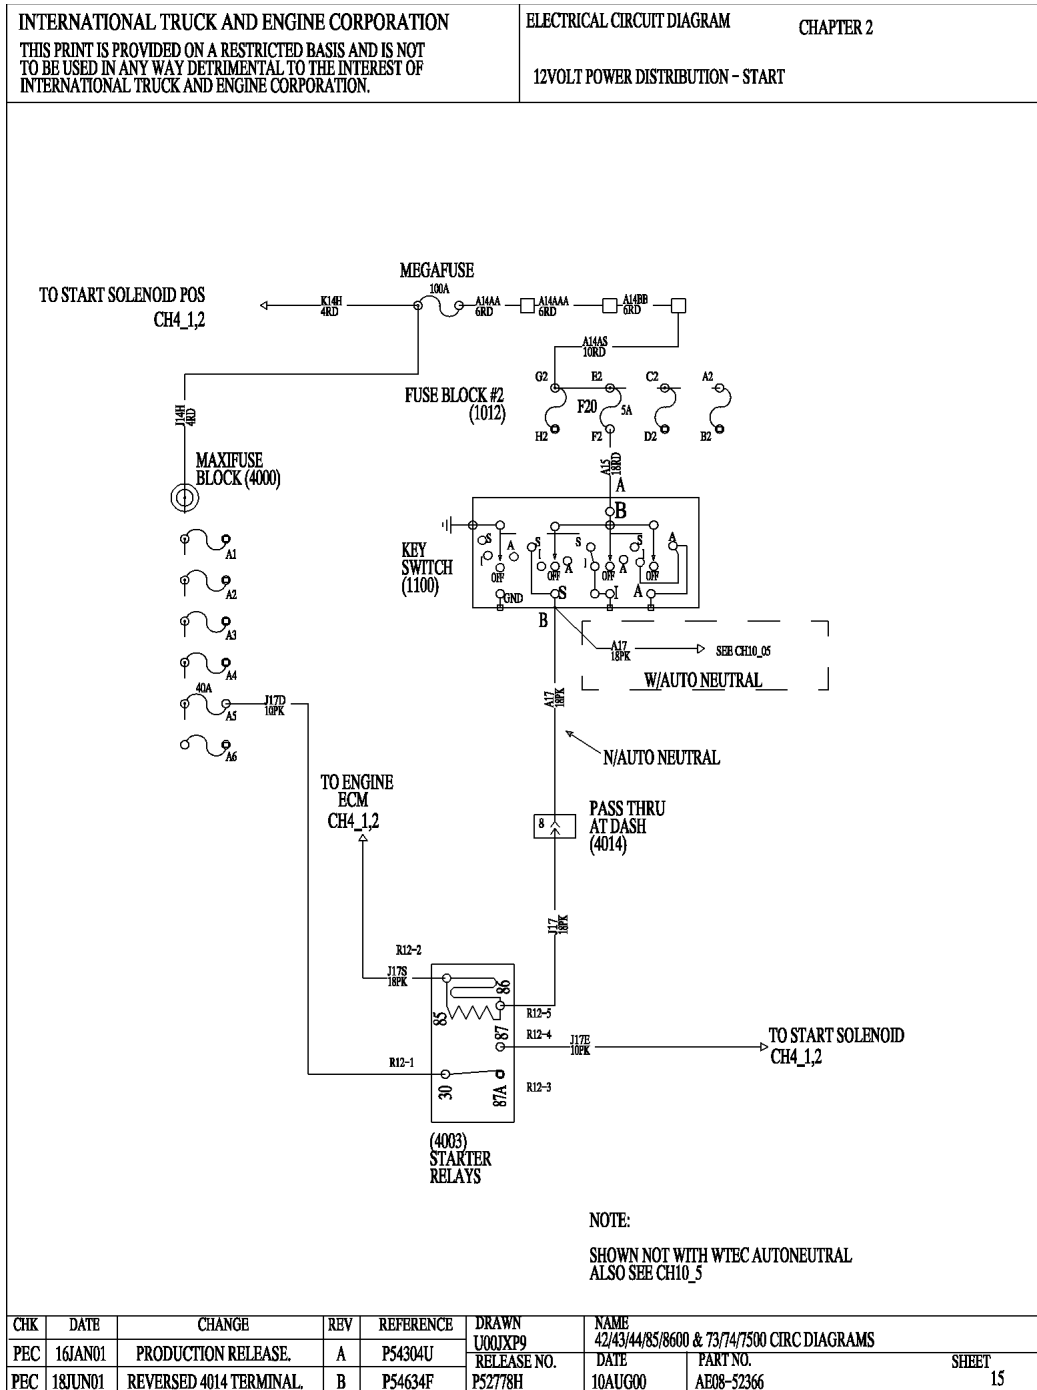 INTERNATIONAL TRUCK AND ENGINE CORPORATION
THIS PRINT IS PROVIDED ON A RESTRICTED BASIS AND IS NOT
TO BE USED IN ANY WAY DETRIMENTAL TO THE INTEREST OF
INTERNATIONAL TRUCK AND ENGINE CORPORATION.
ELECTRICAL CIRCUIT DIAGRAM
CHAPTER 2
12VOLT POWER DISTRIBUTION - START
MEGAFUSE
100A
TO START SOLENOID POS
CH4_1,2
K14H
4RD
A14AA
6RD
A14AAA
6RD
A14BB
6RD
A14AS
10RD
FUSE BLOCK #2
(1012)
G2
E2
C2
A2
F20
5A
H2
F2
D2
B2
J14H
4RD
A15
18RD
A
MAXIFUSE
BLOCK (4000)
A1
A2
A3
A4
40A
A5
A6
J17D
10PK
KEY
SWITCH
(1100)
B
S
A
I
OFF
S
I
A
OFF
S
I
A
OFF
S
I
A
OFF
GND
S
I
A
B
A17
18PK
SEE CH10_05
W/AUTO NEUTRAL
A17
18PK
N/AUTO NEUTRAL
TO ENGINE
ECM
CH4_1,2
8
PASS THRU
AT DASH
(4014)
J17
18PK
R12-2
J17S
18PK
86
85
R12-5
87
R12-4
J17E
10PK
TO START SOLENOID
CH4_1,2
R12-1
30
87A
R12-3
(4003)
STARTER
RELAYS
NOTE:
SHOWN NOT WITH WTEC AUTONEUTRAL
ALSO SEE CH10_5
CHK DATE CHANGE REV REFERENCE
PEC 16JAN01 PRODUCTION RELEASE. A P54304U
PEC 18JUN01 REVERSED 4014 TERMINAL. B P54634F
DRAWN
U00JXP9
RELEASE NO.
P52778H
NAME
42/43/44/85/8600 & 73/74/7500 CIRC DIAGRAMS
DATE
10AUG00
PART NO.
AE08-52366
SHEET
15